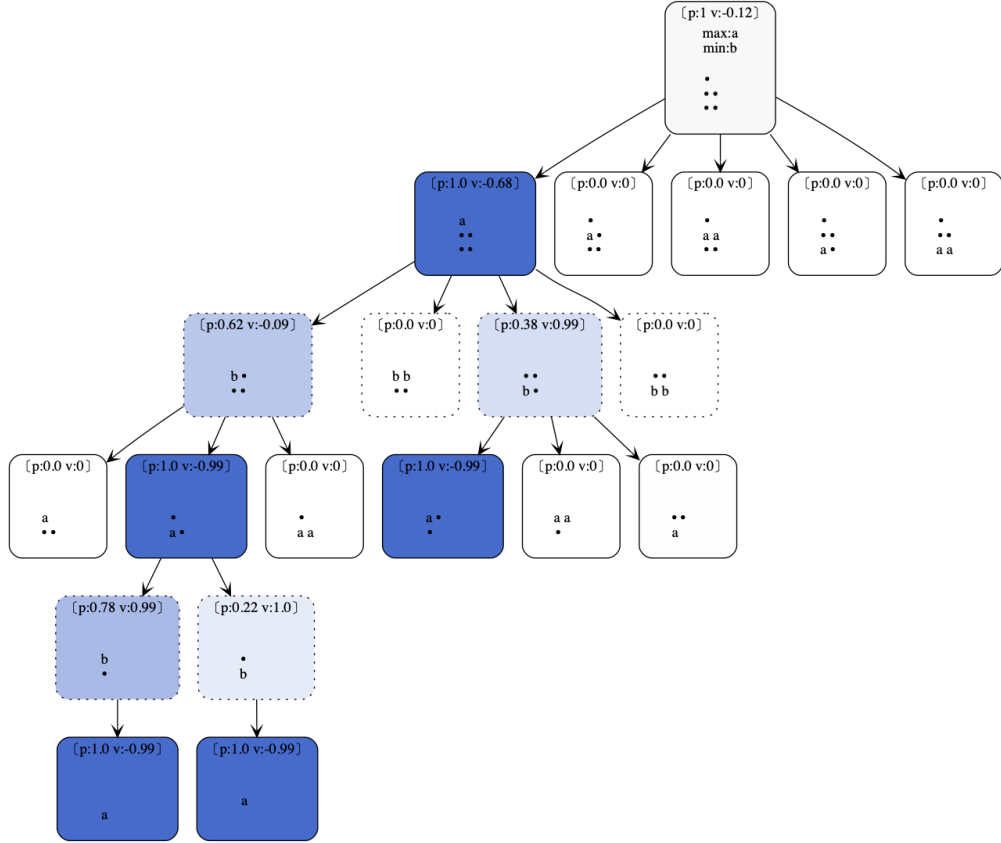 〔p:1 v:-0.12〕
max:a
min:b
〔p:1.0 v:-0.68〕
a
〔p:0.0 v:0〕
a
〔p:0.0 v:0〕
a a
〔p:0.0 v:0〕
a
〔p:0.0 v:0〕
a a
〔p:0.62 v:-0.09〕
b
〔p:0.0 v:0〕
b b
〔p:0.38 v:0.99〕
b
〔p:0.0 v:0〕
b b
〔p:0.0 v:0〕
a
〔p:1.0 v:-0.99〕
a
〔p:0.0 v:0〕
a a
〔p:1.0 v:-0.99〕
a
〔p:0.0 v:0〕
a a
〔p:0.0 v:0〕
a
〔p:0.78 v:0.99〕
b
〔p:0.22 v:1.0〕
b
〔p:1.0 v:-0.99〕
a
〔p:1.0 v:-0.99〕
a